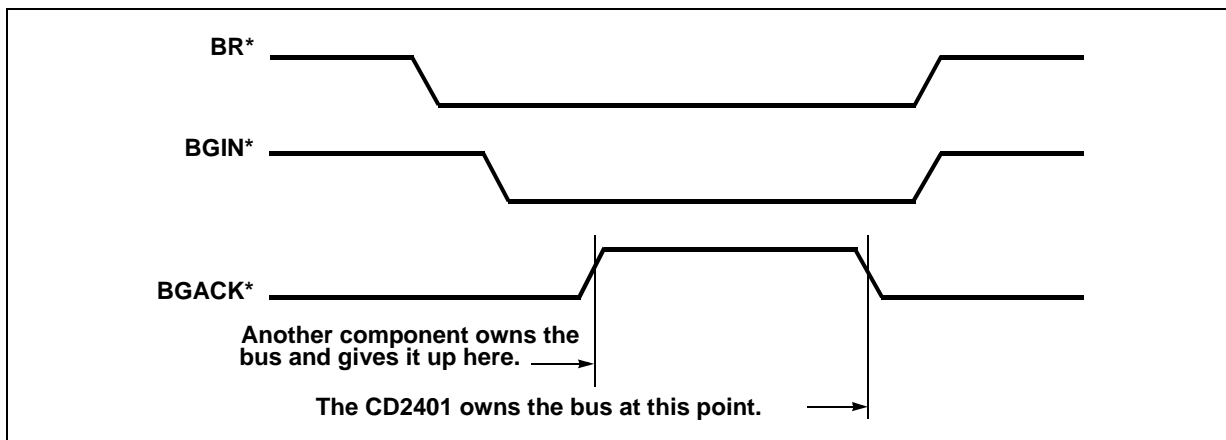 BR*
BGIN*
BGACK*
Another component owns the
bus and gives it up here.
The CD2401 owns the bus at this point.